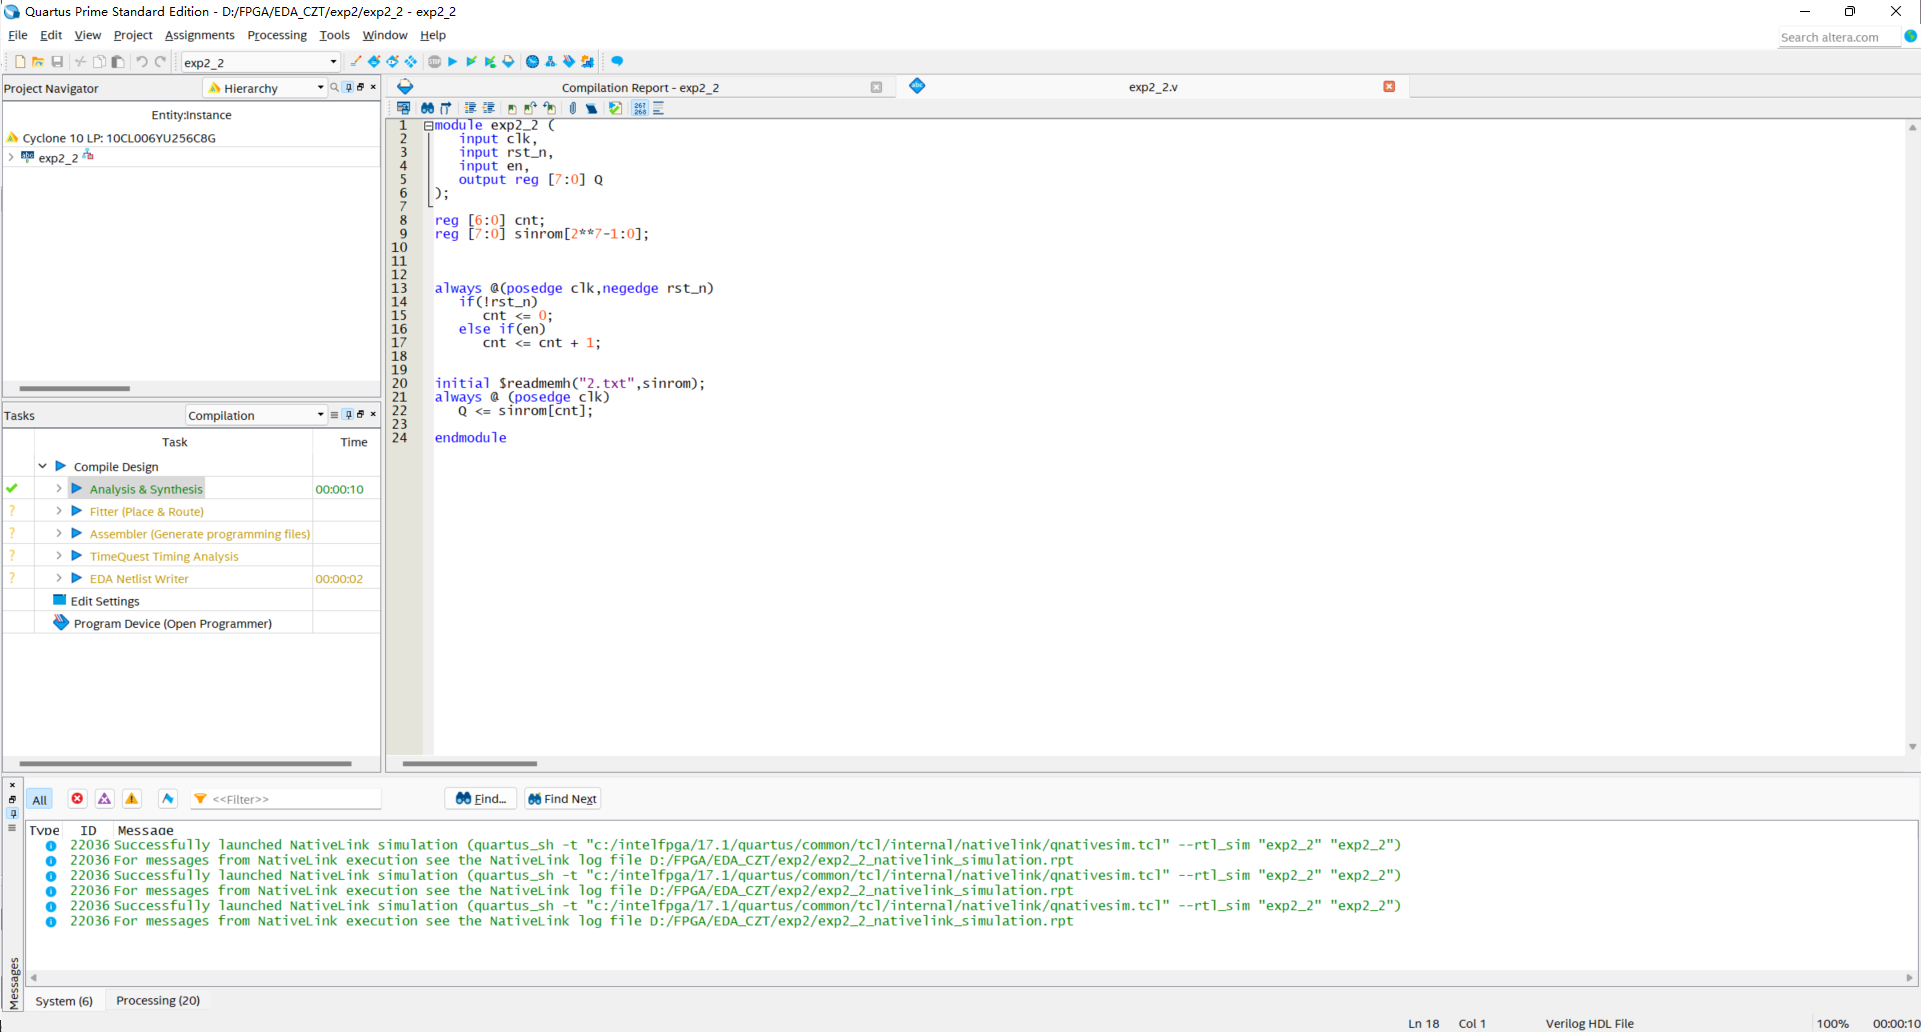 Quartus Prime Standard Edition - D:/FPGA/EDA_CZT/exp2/exp2_2 - exp2_2
File Edit View Project Assignments Processing Tools Window Help
Search altera.com
exp2_2
Project Navigator Hierarchy
Entity:Instance
Cyclone 10 LP: 10CL006YU256C8G
exp2_2
Compilation Report - exp2_2
exp2_2.v
1 module exp2_2 (
2 input clk,
3 input rst_n,
4 input en,
5 output reg [7:0] Q
6 );
7
8 reg [6:0] cnt;
9 reg [7:0] sinrom[2**7-1:0];
10
11
12
13 always @(posedge clk,negedge rst_n)
14 if(!rst_n)
15 cnt <= 0;
16 else if(en)
17 cnt <= cnt + 1;
18
19
20 initial $readmemh("2.txt",sinrom);
21 always @ (posedge clk)
22 Q <= sinrom[cnt];
23
24 endmodule
Tasks Compilation
Task Time
Compile Design
Analysis & Synthesis 00:00:10
? Fitter (Place & Route)
? Assembler (Generate programming files)
? TimeQuest Timing Analysis
? EDA Netlist Writer 00:00:02
Edit Settings
Program Device (Open Programmer)
All <<Filter>> Find... Find Next
Type ID Message
22036 Successfully launched NativeLink simulation (quartus_sh -t "c:/intelfpga/17.1/quartus/common/tcl/internal/nativelink/qnativesim.tcl" --rtl_sim "exp2_2" "exp2_2")
22036 For messages from NativeLink execution see the NativeLink log file D:/FPGA/EDA_CZT/exp2/exp2_2_nativelink_simulation.rpt
22036 Successfully launched NativeLink simulation (quartus_sh -t "c:/intelfpga/17.1/quartus/common/tcl/internal/nativelink/qnativesim.tcl" --rtl_sim "exp2_2" "exp2_2")
22036 For messages from NativeLink execution see the NativeLink log file D:/FPGA/EDA_CZT/exp2/exp2_2_nativelink_simulation.rpt
22036 Successfully launched NativeLink simulation (quartus_sh -t "c:/intelfpga/17.1/quartus/common/tcl/internal/nativelink/qnativesim.tcl" --rtl_sim "exp2_2" "exp2_2")
22036 For messages from NativeLink execution see the NativeLink log file D:/FPGA/EDA_CZT/exp2/exp2_2_nativelink_simulation.rpt
Messages
System (6) Processing (20)
Ln 18 Col 1 Verilog HDL File 100% 00:00:10